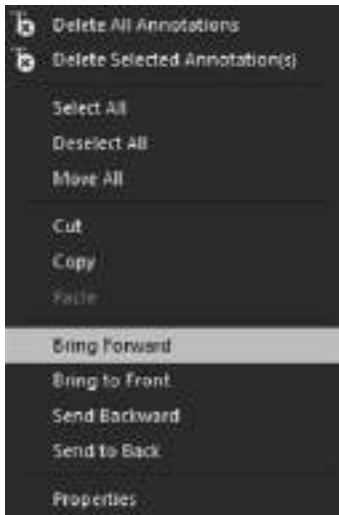 Delete All Annotations
Delete Selected Annotation(s)
Select All
Deselect All
Move All
Cut
Copy
Paste
Bring Forward
Bring to Front
Send Backward
Send to Back
Properties